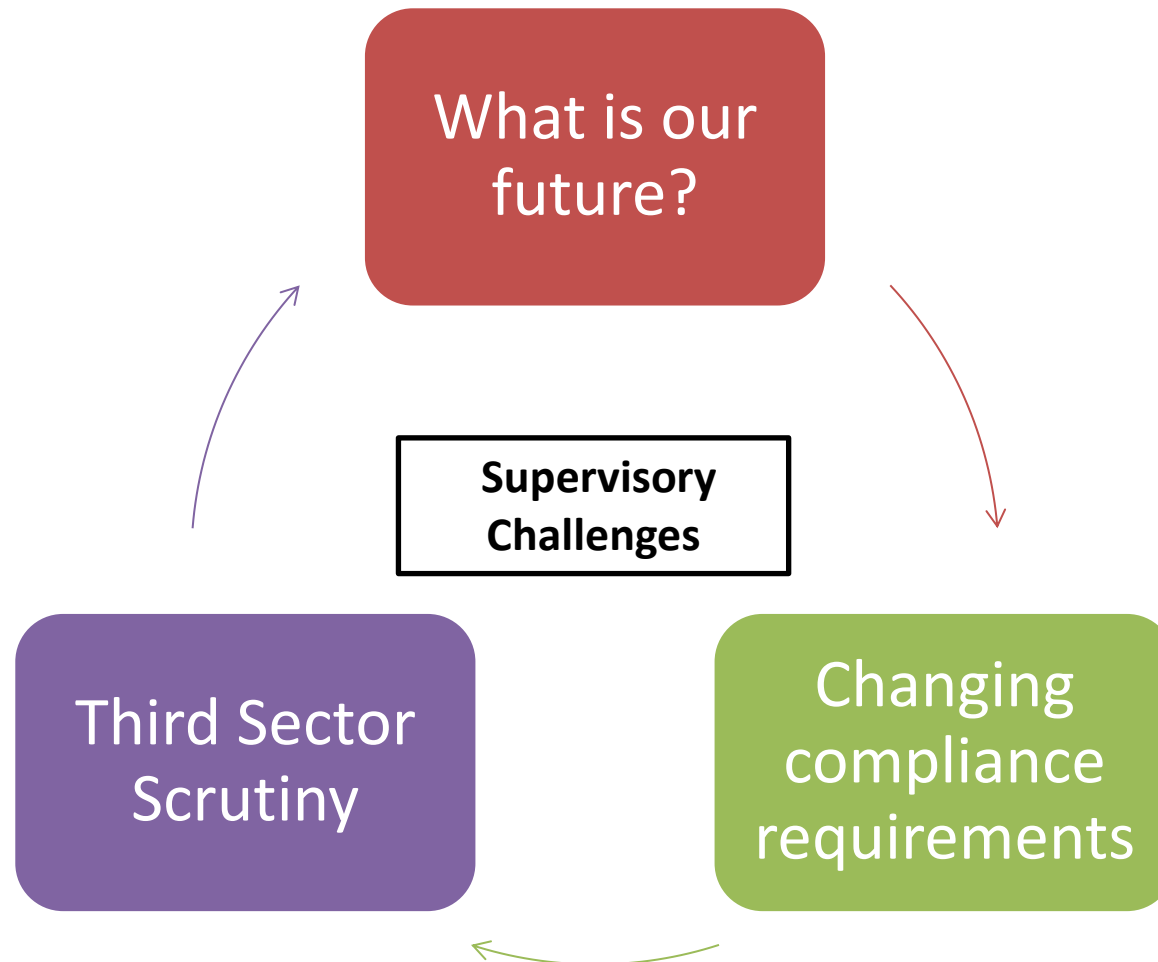 What is our
future?
Supervisory
Challenges
Third Sector
Scrutiny
Changing
compliance
requirements